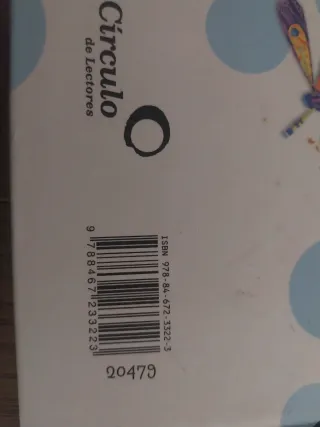 Círculo
de Lectores
ISBN 978-84-672-3322-3
9 788467 233223
20479